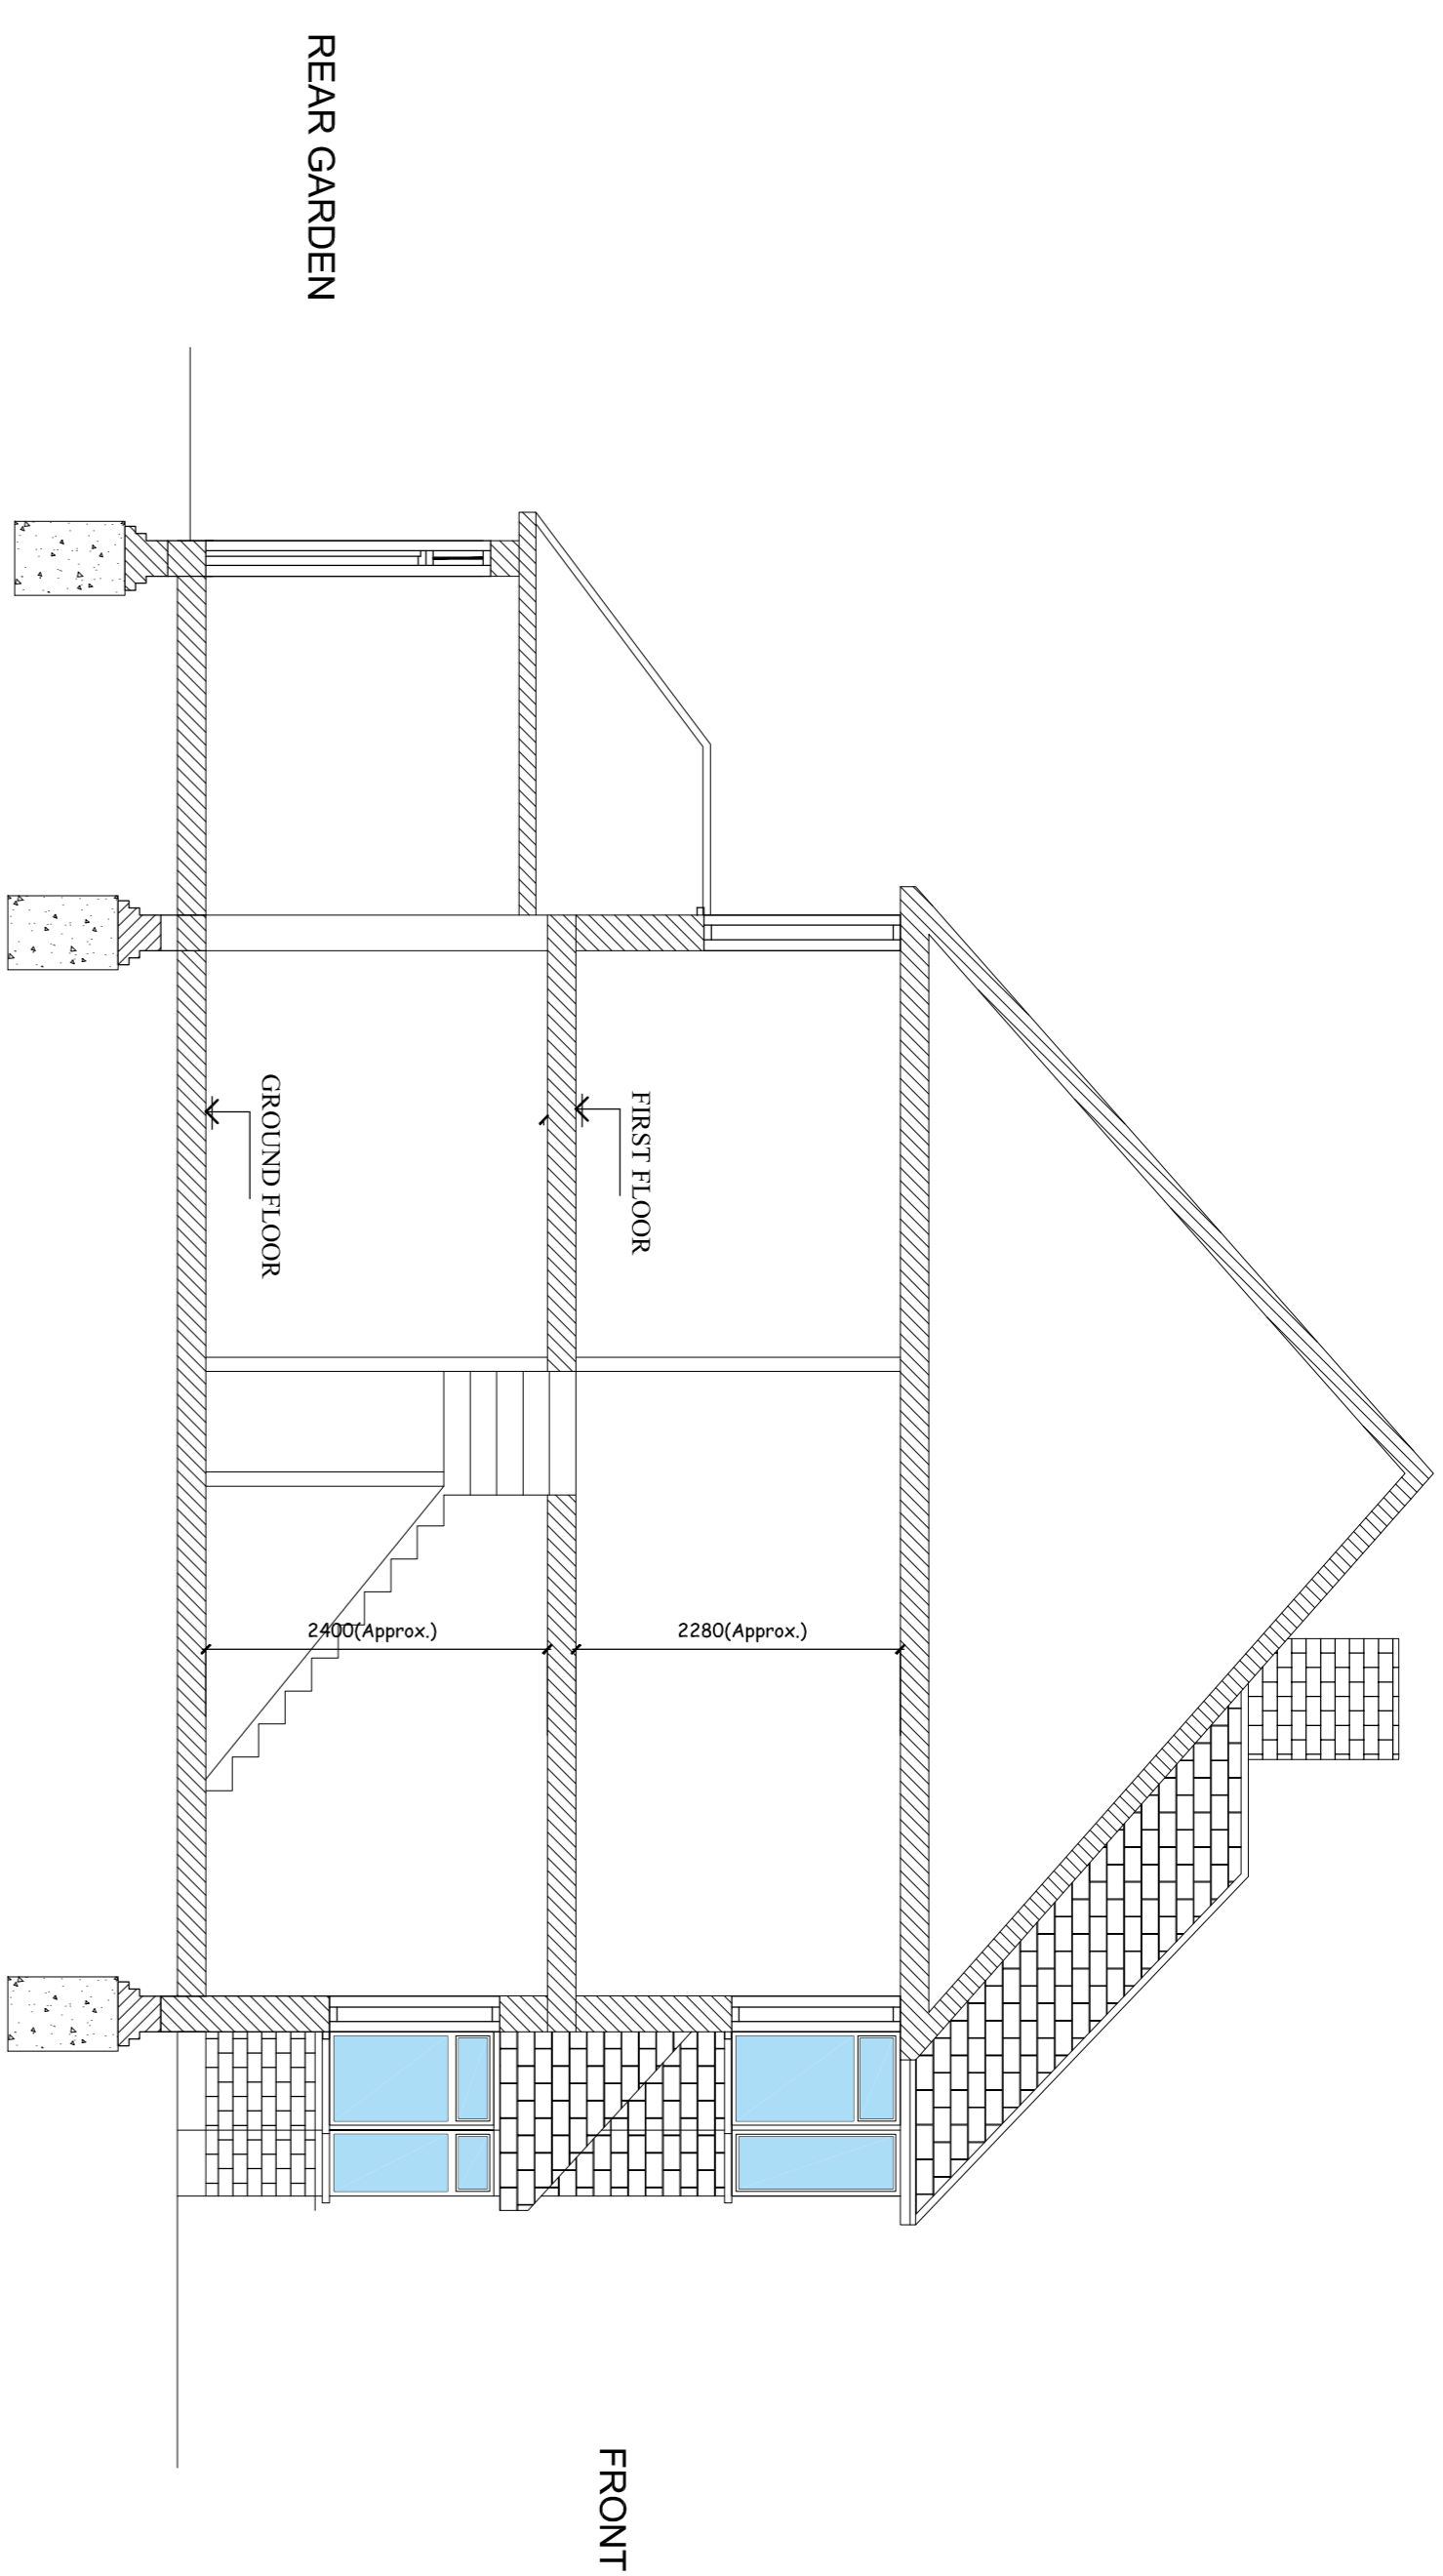 FIRST FLOOR
2280(Approx.)
REAR GARDEN
GROUND FLOOR
2400(Approx.)
FRONT